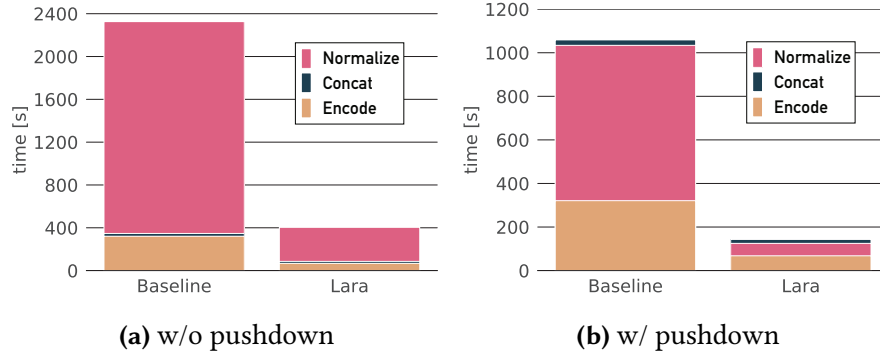 2400
2000
1600
1200
800
400
0
time [s]
Normalize
Concat
Encode
Baseline
Lara
(a) w/o pushdown
1200
1000
800
600
400
200
0
time [s]
Normalize
Concat
Encode
Baseline
Lara
(b) w/ pushdown